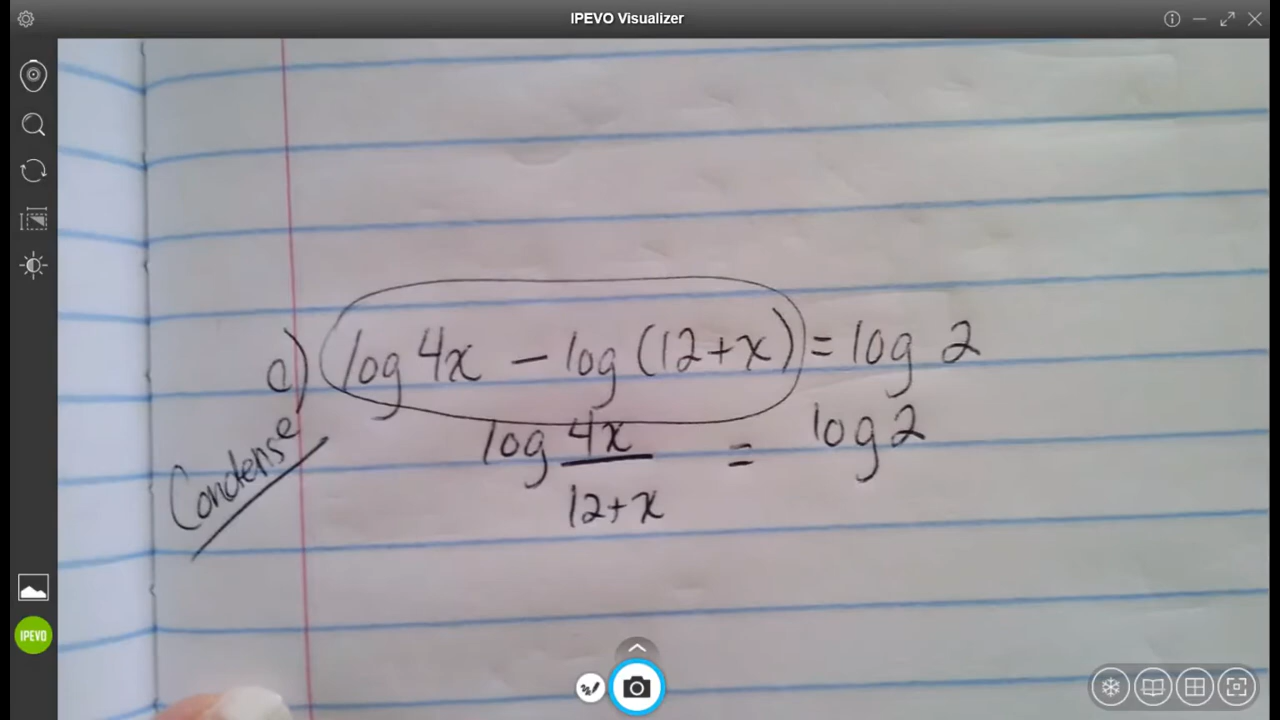 IPEVO Visualizer
c) log 4x - log (12+x) = log 2
Condense
log 4x/12+x = log 2
IPEVO